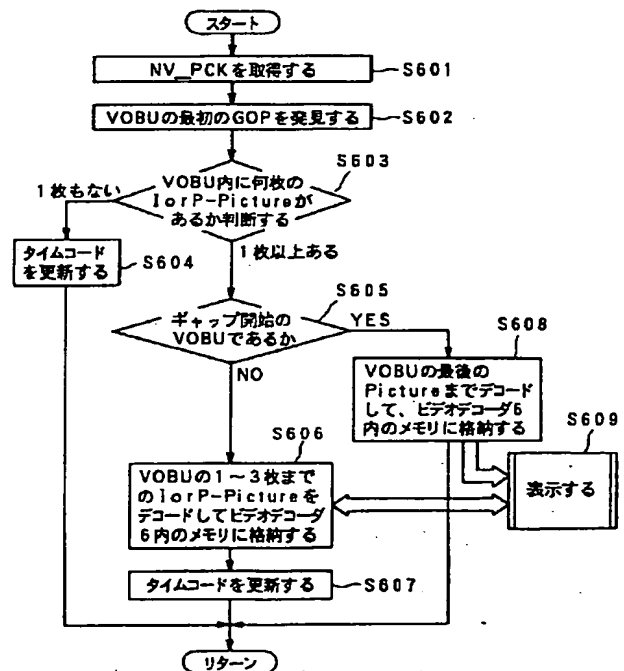 スタート
NV_PCKを取得する
S601
VOBUの最初のGOPを発見する
S602
S603
VOBU内に何枚の
IorP-Pictureが
あるか判断する
1枚もない
タイムコード
を更新する
S604
1枚以上ある
S605
ギャップ開始の
VOBUであるか
YES
NO
S608
VOBUの最後の
Pictureまでデコード
して、ビデオデコーダ6
内のメモリに格納する
S609
表示する
S606
VOBUの1~3枚まで
のIorP-Pictureを
デコードしてビデオデコーダ
6内のメモリに格納する
タイムコードを更新する
S607
リターン